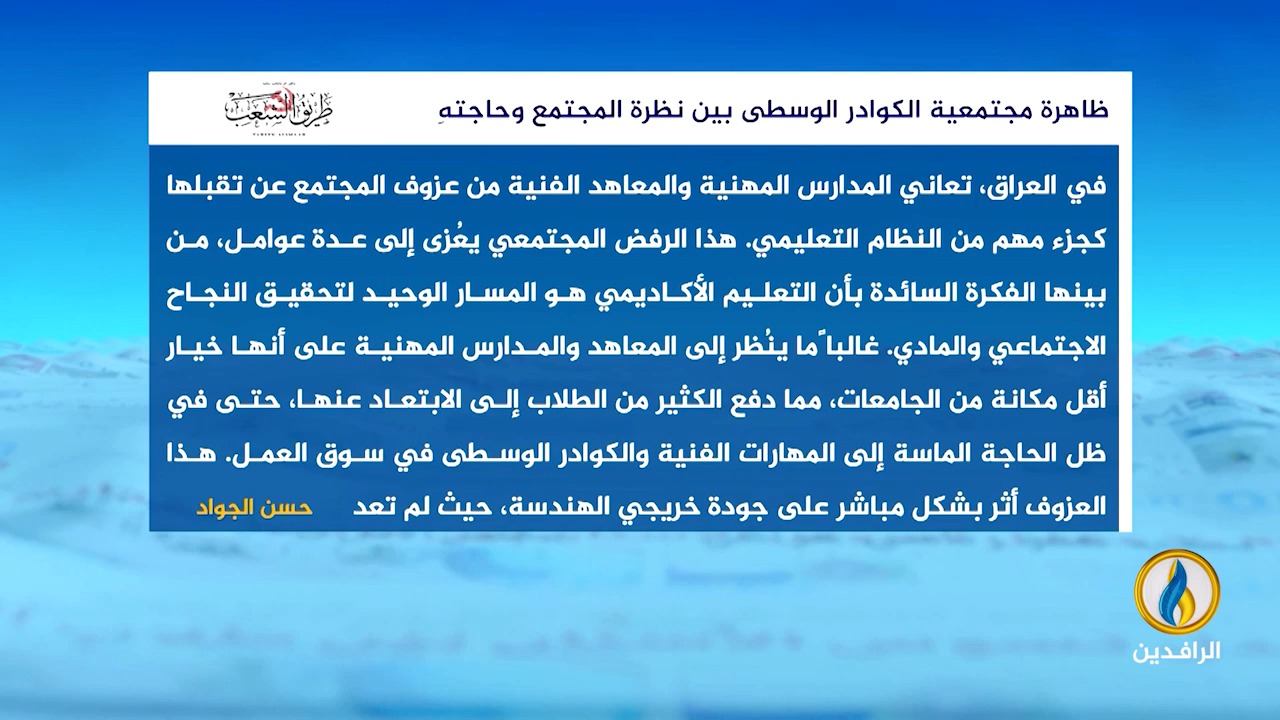 ظاهرة مجتمعية الكوادر الوسطى بين نظرة المجتمع وحاجتهِ
طريق الشعب
في العراق، تعاني المدارس المهنية والمعاهد الفنية من عزوف المجتمع عن تقبلها
كجزء مهم من النظام التعليمي. هذا الرفض المجتمعي يعُزى إلى عدة عوامل، من
بينها الفكرة السائدة بأن التعليم الأكاديمي هو المسار الوحيد لتحقيق النجاح
الاجتماعي والمادي. غالباً ما ينُظر إلى المعاهد والمدارس المهنية على أنها خيار
أقل مكانة من الجامعات، مما دفع الكثير من الطلاب إلى الابتعاد عنها، حتى في
ظل الحاجة الماسة إلى المهارات الفنية والكوادر الوسطى في سوق العمل. هذا
العزوف أثر بشكل مباشر على جودة خريجي الهندسة، حيث لم تعد
حسن الجواد
الرافدين